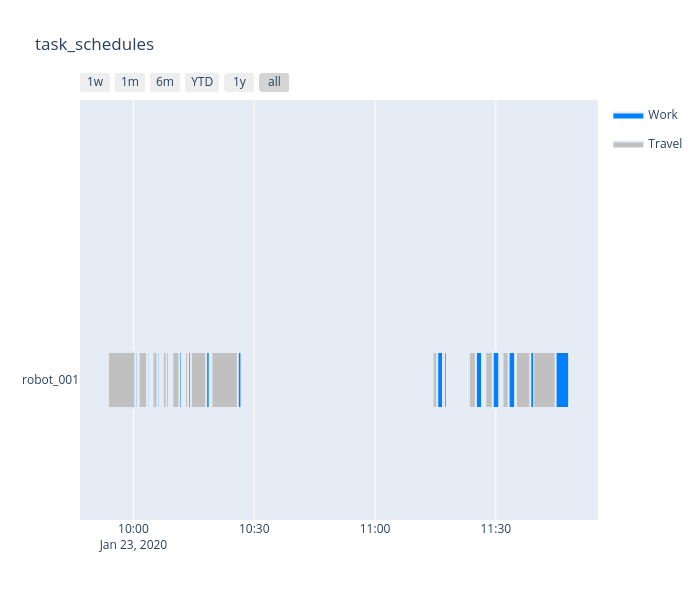 task_schedules
1w 1m 6m YTD 1y all
Work
Travel
robot_001
10:00 10:30 11:00 11:30
Jan 23, 2020